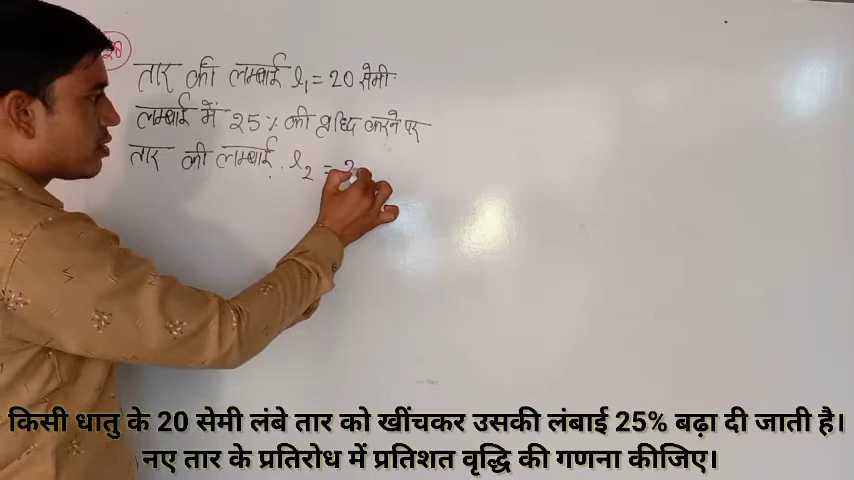 तार की लम्बाई l₁ = 20 सेमी
लम्बाई में 25% की वृद्धि करने पर
तार की लम्बाई l₂ = 2
किसी धातु के 20 सेमी लंबे तार को खींचकर उसकी लंबाई 25% बढ़ा दी जाती है।
नए तार के प्रतिरोध में प्रतिशत वृद्धि की गणना कीजिए।